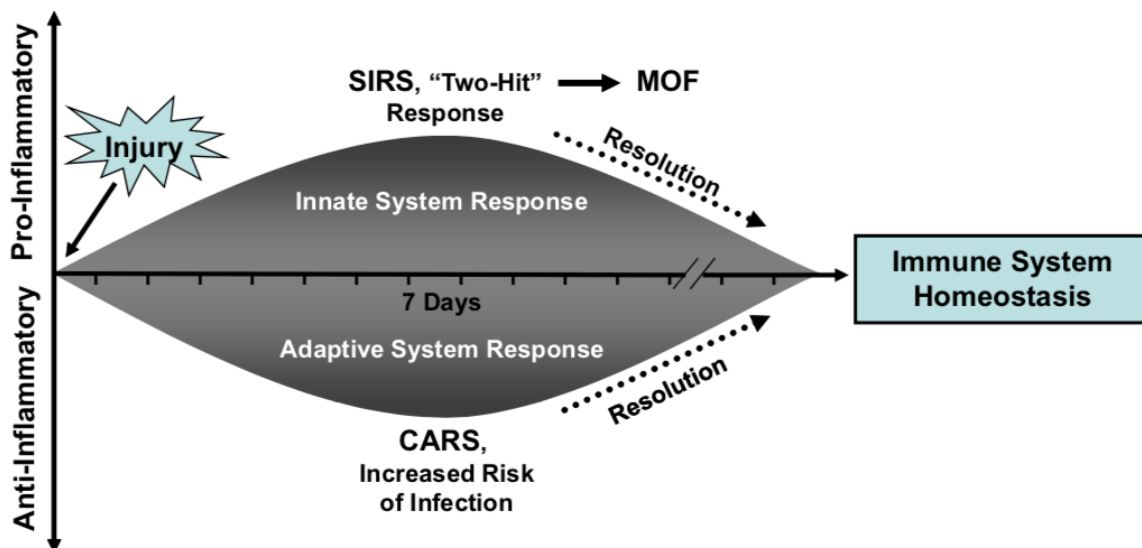 Pro-Inflammatory
Anti-Inflammatory
Injury
SIRS, “Two-Hit”
Response
MOF
Resolution
Innate System Response
7 Days
Adaptive System Response
Resolution
CARS,
Increased Risk
of Infection
Immune System
Homeostasis